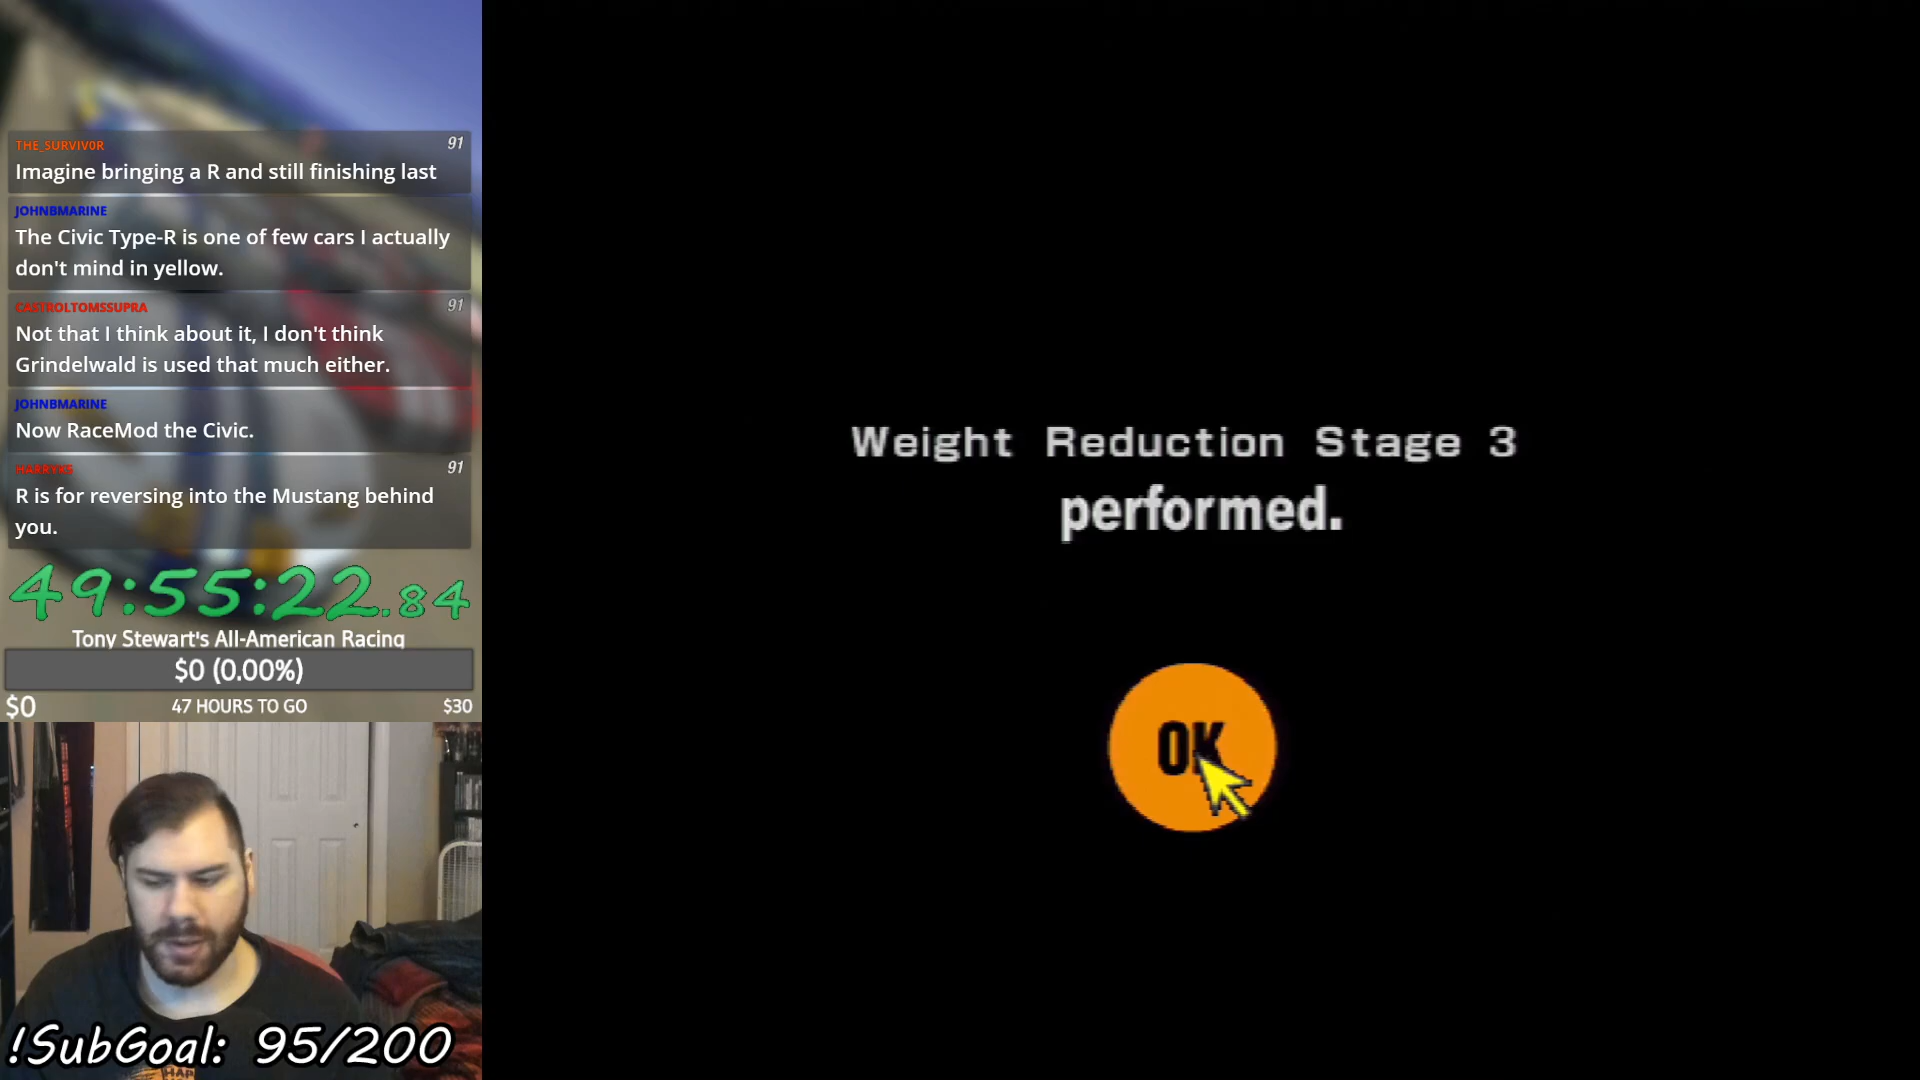 THE_SURVIV0R 91
Imagine bringing a R and still finishing last
JOHNBMARINE
The Civic Type-R is one of few cars I actually
don't mind in yellow.
CASTROLTOMSSUPRA 91
Not that I think about it, I don't think
Grindelwald is used that much either.
JOHNBMARINE
Now RaceMod the Civic.
HARRYK5 91
R is for reversing into the Mustang behind
you.
49:55:22.84
Tony Stewart's All-American Racing
$0 (0.00%)
$0 47 HOURS TO GO $30
!SubGoal: 95/200
Weight Reduction Stage 3
performed.
OK